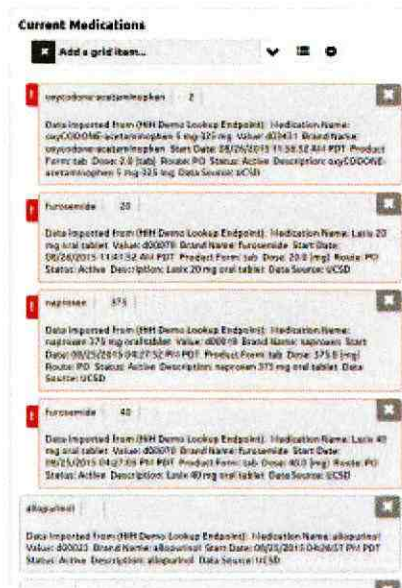 Current Medications
Add a grid item...
oxycodone-acetaminophen 2
Data Imported from (HIH Demo Lookup Endpoint): Medication Name:
oxyCODONE-acetaminophen 5 mg-325 mg Value: d03431 Brand Name:
oxycodone-acetaminophen Start Date: 08/26/2015 11:58:52 AM PDT Product
Form: tab Dose: 2.0 [tab] Route: PO Status: Active Description: oxyCODONE-
acetaminophen 5 mg-325 mg Data Source: UCSD
furosemide 20
Data Imported from (HIH Demo Lookup Endpoint): Medication Name: Lasix 20
mg oral tablet Value: d00070 Brand Name: furosemide Start Date:
08/26/2015 11:41:52 AM PDT Product Form: tab Dose: 20.0 [mg] Route: PO
Status: Active Description: Lasix 20 mg oral tablet Data Source: UCSD
naproxen 375
Data Imported from (HIH Demo Lookup Endpoint): Medication Name:
naproxen 375 mg oral tablet Value: d00019 Brand Name: naproxen Start
Date: 08/25/2015 04:27:52 PM PDT Product Form: tab Dose: 375.0 [mg]
Route: PO Status: Active Description: naproxen 375 mg oral tablet Data
Source: UCSD
furosemide 40
Data Imported from (HIH Demo Lookup Endpoint): Medication Name: Lasix 40
mg oral tablet Value: d00070 Brand Name: furosemide Start Date:
08/25/2015 04:27:05 PM PDT Product Form: tab Dose: 40.0 [mg] Route: PO
Status: Active Description: Lasix 40 mg oral tablet Data Source: UCSD
allopurinol
Data Imported from (HIH Demo Lookup Endpoint): Medication Name: allopurinol
Value: d00023 Brand Name: allopurinol Start Date: 08/25/2015 04:26:57 PM PDT
Status: Active Description: allopurinol Data Source: UCSD